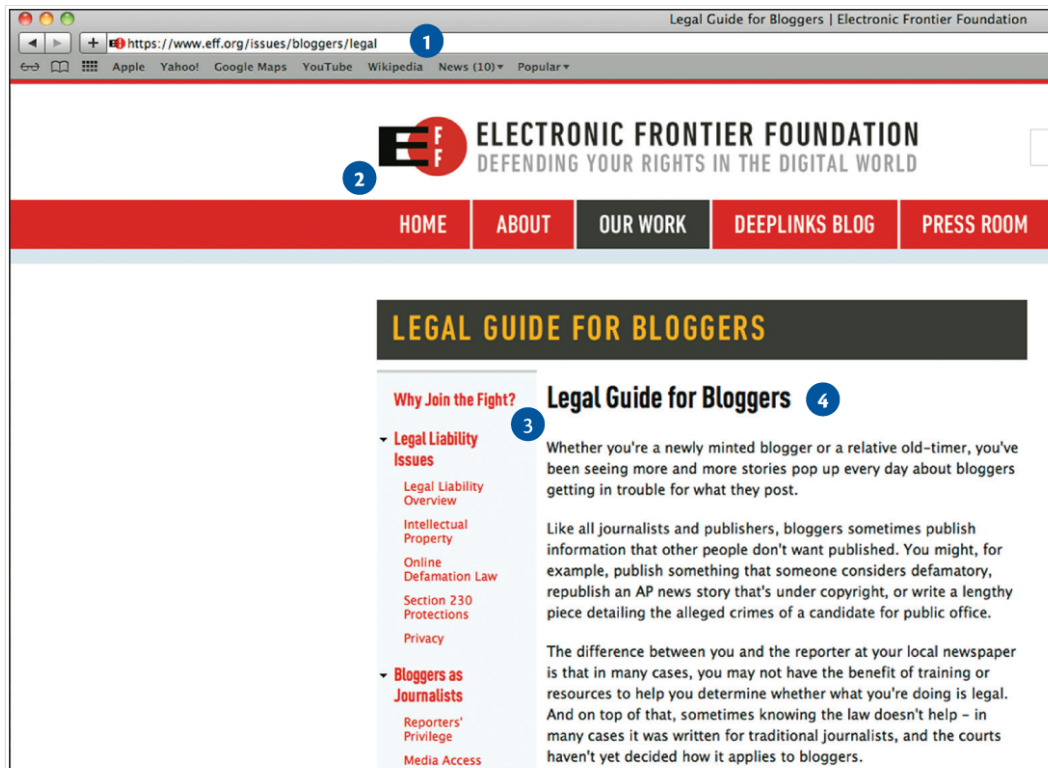 Legal Guide for Bloggers | Electronic Frontier Foundation
https://www.eff.org/issues/bloggers/legal
1
Apple Yahoo! Google Maps YouTube Wikipedia News (10) Popular
EFF
ELECTRONIC FRONTIER FOUNDATION
DEFENDING YOUR RIGHTS IN THE DIGITAL WORLD
2
HOME ABOUT OUR WORK DEEPLINKS BLOG PRESS ROOM
LEGAL GUIDE FOR BLOGGERS
Why Join the Fight?
3
Legal Liability
Issues
Legal Liability
Overview
Intellectual
Property
Online
Defamation Law
Section 230
Protections
Privacy
Bloggers as
Journalists
Reporters'
Privilege
Media Access
Legal Guide for Bloggers
4
Whether you're a newly minted blogger or a relative old-timer, you've
been seeing more and more stories pop up every day about bloggers
getting in trouble for what they post.
Like all journalists and publishers, bloggers sometimes publish
information that other people don't want published. You might, for
example, publish something that someone considers defamatory,
republish an AP news story that's under copyright, or write a lengthy
piece detailing the alleged crimes of a candidate for public office.
The difference between you and the reporter at your local newspaper
is that in many cases, you may not have the benefit of training or
resources to help you determine whether what you're doing is legal.
And on top of that, sometimes knowing the law doesn't help – in
many cases it was written for traditional journalists, and the courts
haven't yet decided how it applies to bloggers.